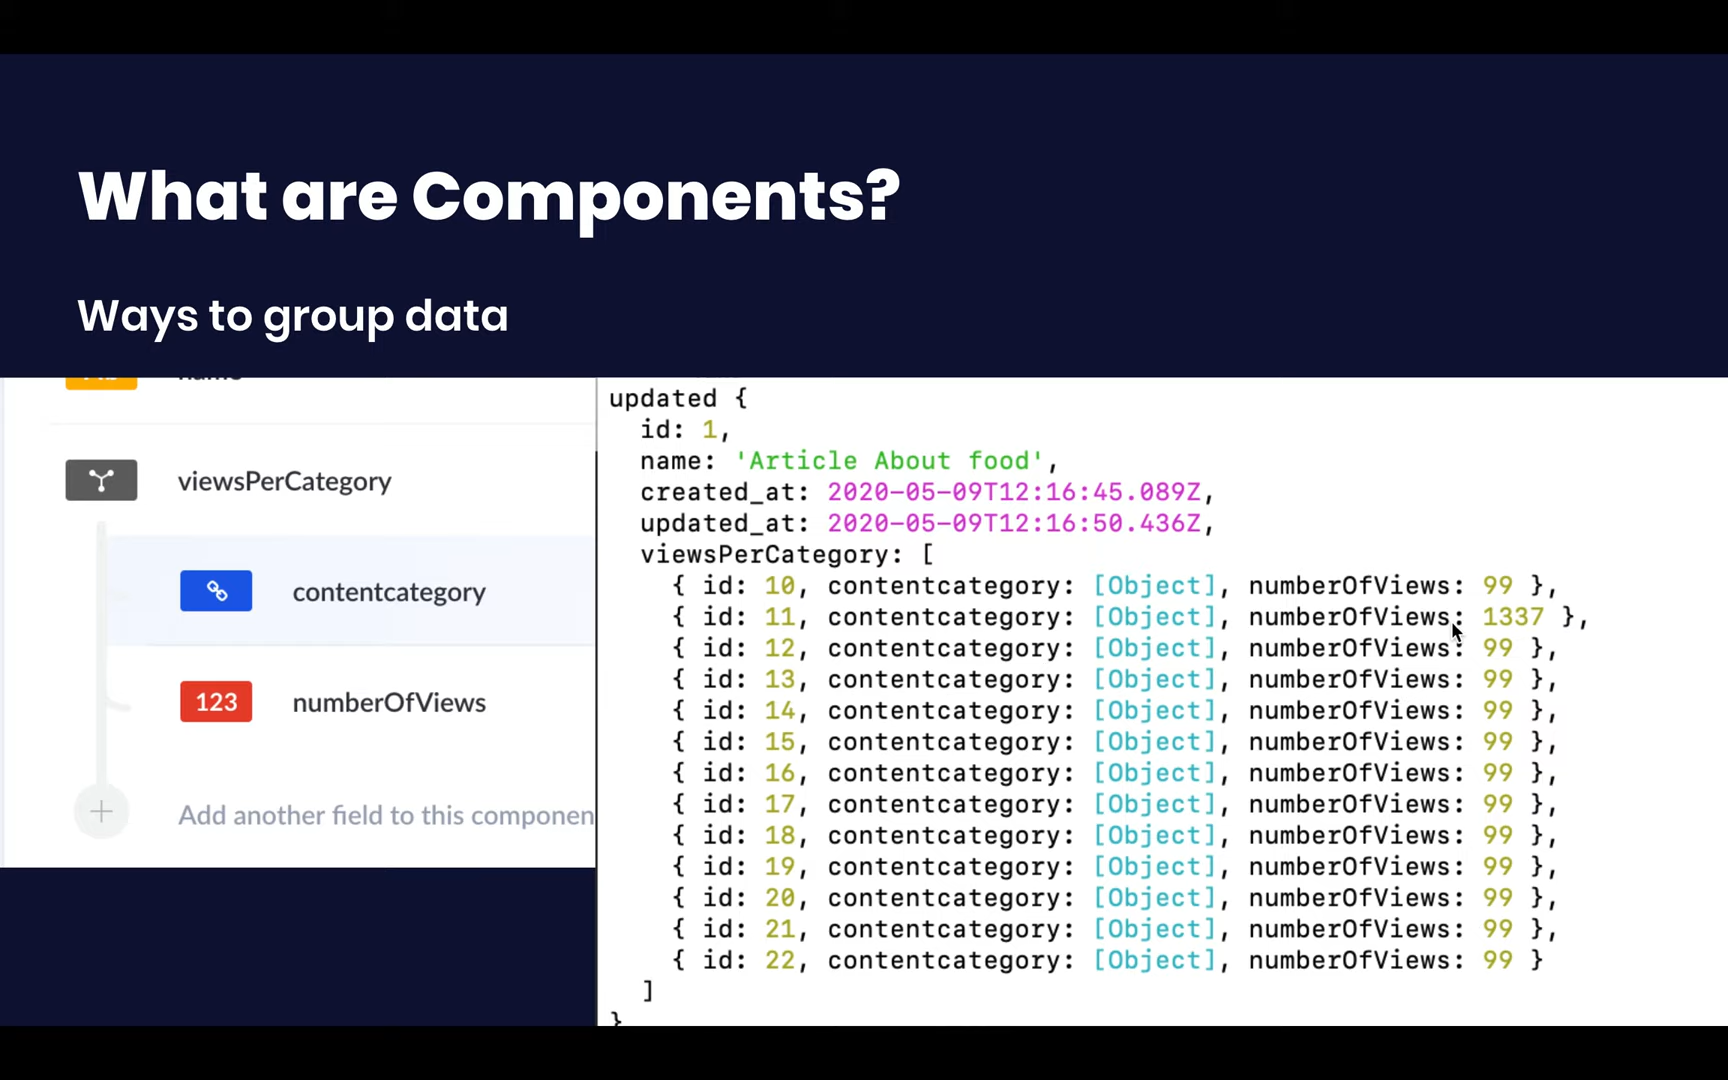 What are Components?
Ways to group data
name
viewsPerCategory
contentcategory
123 numberOfViews
Add another field to this componen
updated {
id: 1,
name: 'Article About food',
created_at: 2020-05-09T12:16:45.089Z,
updated_at: 2020-05-09T12:16:50.436Z,
viewsPerCategory: [
{ id: 10, contentcategory: [Object], numberOfViews: 99 },
{ id: 11, contentcategory: [Object], numberOfViews: 1337 },
{ id: 12, contentcategory: [Object], numberOfViews: 99 },
{ id: 13, contentcategory: [Object], numberOfViews: 99 },
{ id: 14, contentcategory: [Object], numberOfViews: 99 },
{ id: 15, contentcategory: [Object], numberOfViews: 99 },
{ id: 16, contentcategory: [Object], numberOfViews: 99 },
{ id: 17, contentcategory: [Object], numberOfViews: 99 },
{ id: 18, contentcategory: [Object], numberOfViews: 99 },
{ id: 19, contentcategory: [Object], numberOfViews: 99 },
{ id: 20, contentcategory: [Object], numberOfViews: 99 },
{ id: 21, contentcategory: [Object], numberOfViews: 99 },
{ id: 22, contentcategory: [Object], numberOfViews: 99 }
]
}